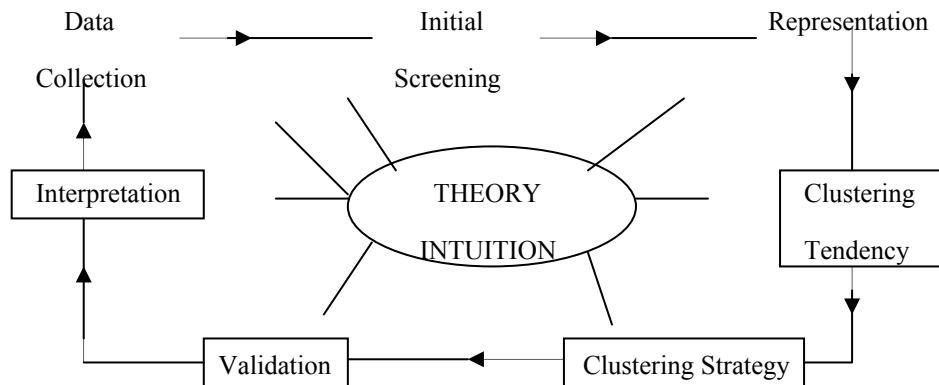 Data
Collection
Initial
Screening
Representation
Interpretation
THEORY
INTUITION
Clustering
Tendency
Validation
Clustering Strategy